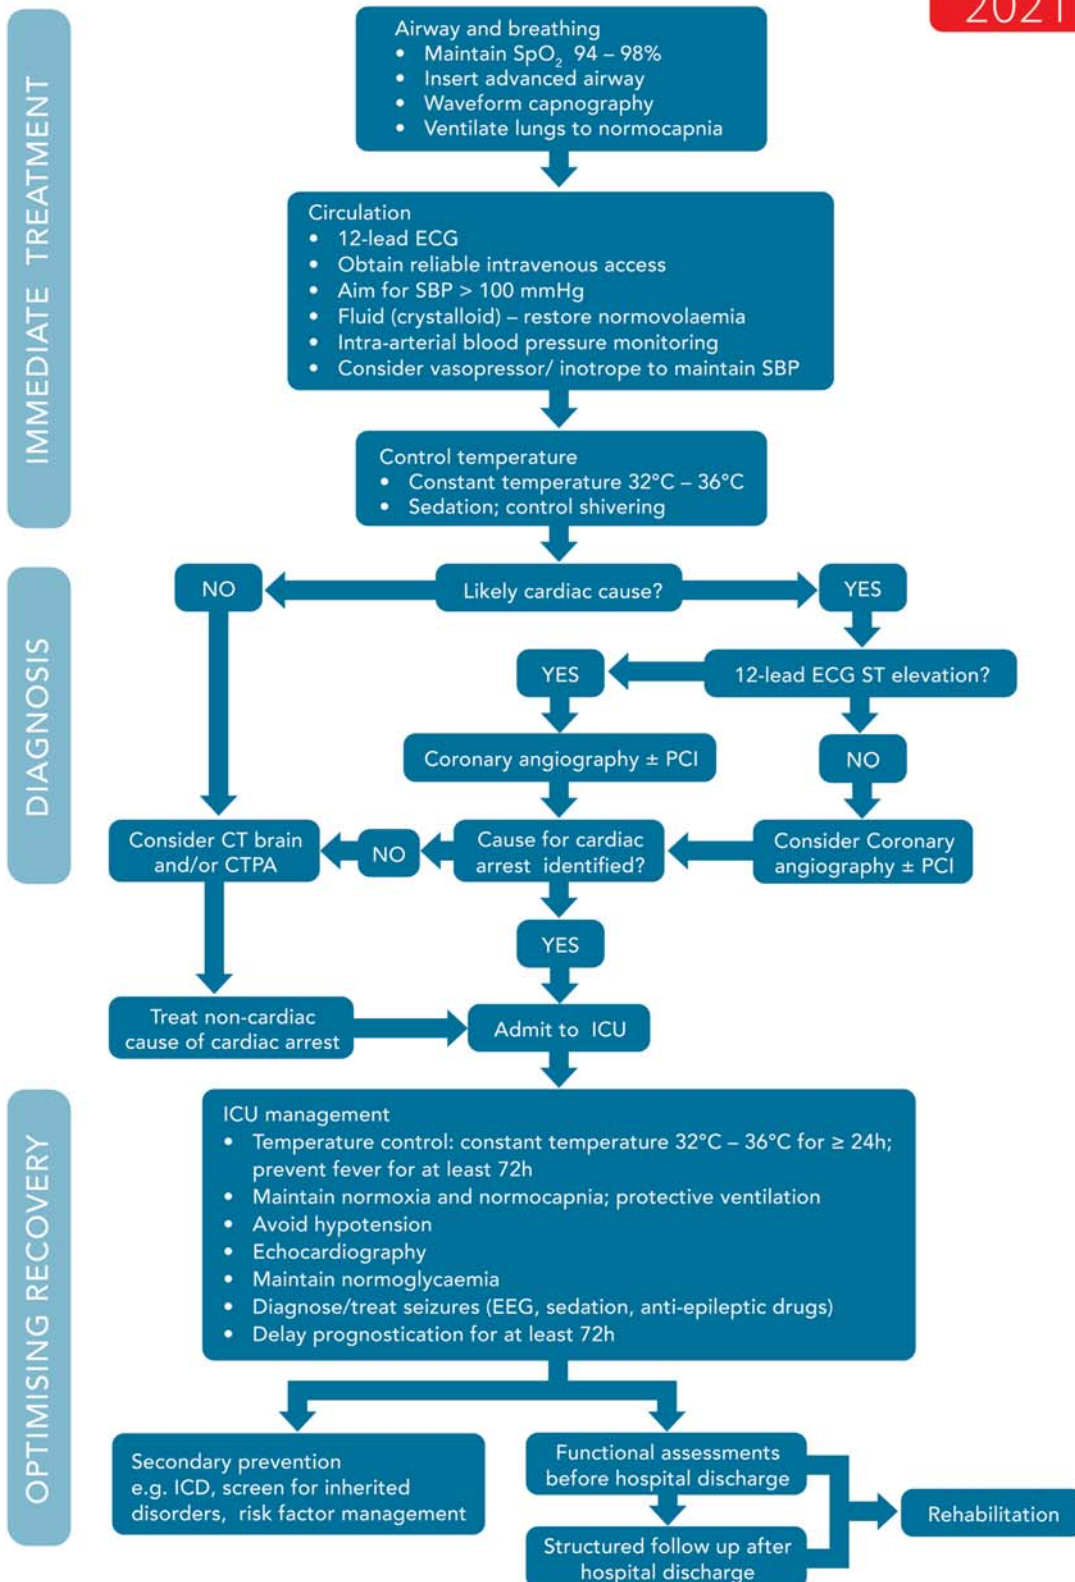 2021
IMMEDIATE TREATMENT
Airway and breathing
• Maintain SpO₂ 94 – 98%
• Insert advanced airway
• Waveform capnography
• Ventilate lungs to normocapnia
Circulation
• 12-lead ECG
• Obtain reliable intravenous access
• Aim for SBP > 100 mmHg
• Fluid (crystalloid) – restore normovolaemia
• Intra-arterial blood pressure monitoring
• Consider vasopressor/ inotrope to maintain SBP
Control temperature
• Constant temperature 32°C – 36°C
• Sedation; control shivering
DIAGNOSIS
NO
Likely cardiac cause?
YES
YES
12-lead ECG ST elevation?
Coronary angiography ± PCI
NO
Consider CT brain
and/or CTPA
NO
Cause for cardiac
arrest identified?
Consider Coronary
angiography ± PCI
YES
Treat non-cardiac
cause of cardiac arrest
Admit to ICU
OPTIMISING RECOVERY
ICU management
• Temperature control: constant temperature 32°C – 36°C for ≥ 24h;
prevent fever for at least 72h
• Maintain normoxia and normocapnia; protective ventilation
• Avoid hypotension
• Echocardiography
• Maintain normoglycaemia
• Diagnose/treat seizures (EEG, sedation, anti-epileptic drugs)
• Delay prognostication for at least 72h
Secondary prevention
e.g. ICD, screen for inherited
disorders, risk factor management
Functional assessments
before hospital discharge
Structured follow up after
hospital discharge
Rehabilitation